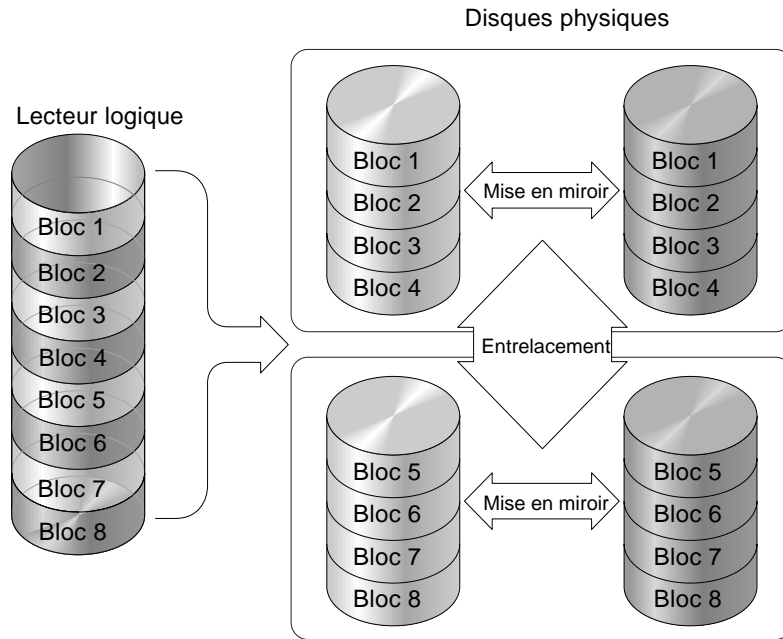 Disques physiques
Lecteur logique
Bloc 1
Bloc 2
Bloc 3
Bloc 4
Bloc 5
Bloc 6
Bloc 7
Bloc 8
Bloc 1
Bloc 2
Bloc 3
Bloc 4
Mise en miroir
Bloc 1
Bloc 2
Bloc 3
Bloc 4
Entrelacement
Bloc 5
Bloc 6
Bloc 7
Bloc 8
Mise en miroir
Bloc 5
Bloc 6
Bloc 7
Bloc 8